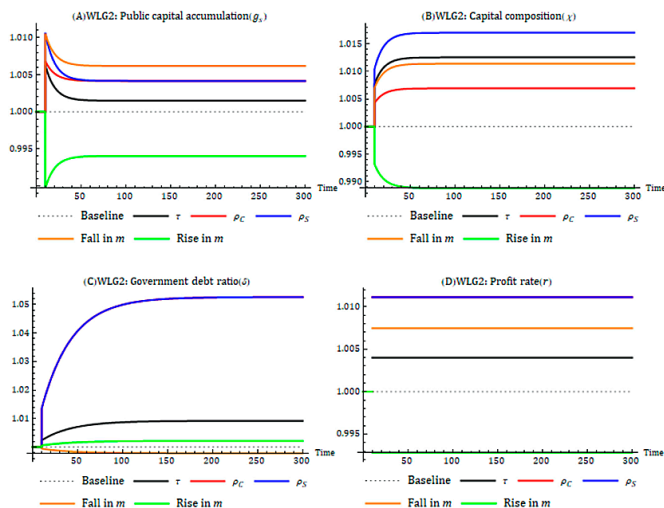 (A)WLG2: Public capital accumulation(gₓ)
1.010
1.005
1.000
0.995
0 50 100 150 200 250 300 Time
Baseline τ ρC ρS
Fall in m Rise in m
(B)WLG2: Capital composition(χ)
1.015
1.010
1.005
1.000
0.995
0.990
0 50 100 150 200 250 300 Time
Baseline τ ρC ρS
Fall in m Rise in m
(C)WLG2: Government debt ratio(δ)
1.05
1.04
1.03
1.02
1.01
0 50 100 150 200 250 300 Time
Baseline τ ρC ρS
Fall in m Rise in m
(D)WLG2: Profit rate(r)
1.010
1.005
1.000
0.995
50 100 150 200 250 300 Time
Baseline τ ρC ρS
Fall in m Rise in m